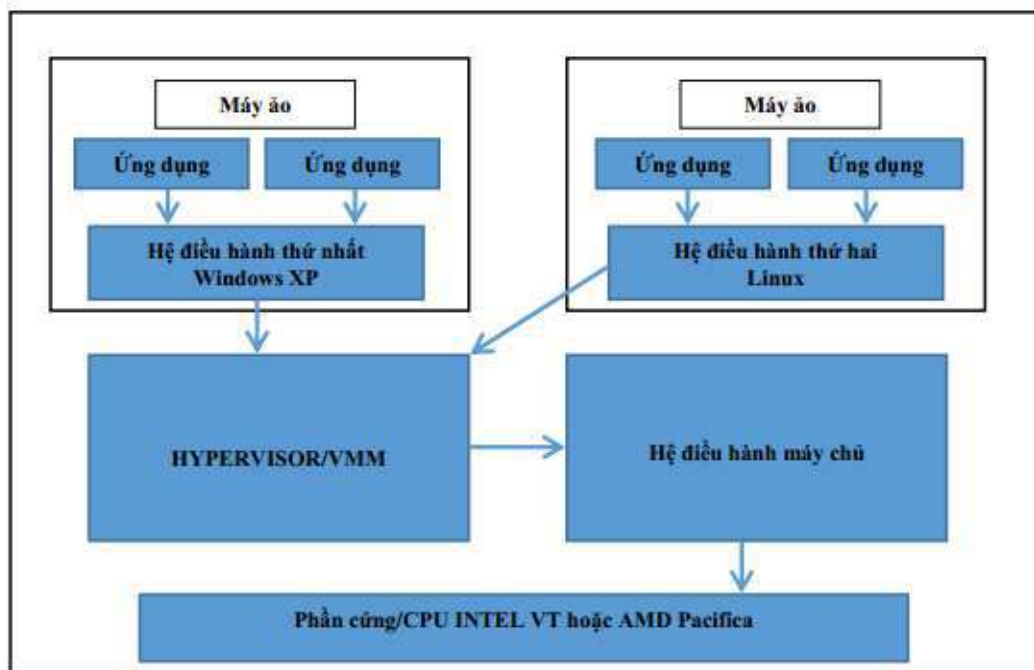 Máy ảo
Ứng dụng
Ứng dụng
Hệ điều hành thứ nhất
Windows XP
Máy ảo
Ứng dụng
Ứng dụng
Hệ điều hành thứ hai
Linux
HYPERVISOR/VMM
Hệ điều hành máy chủ
Phần cứng/CPU INTEL VT hoặc AMD Pacifica